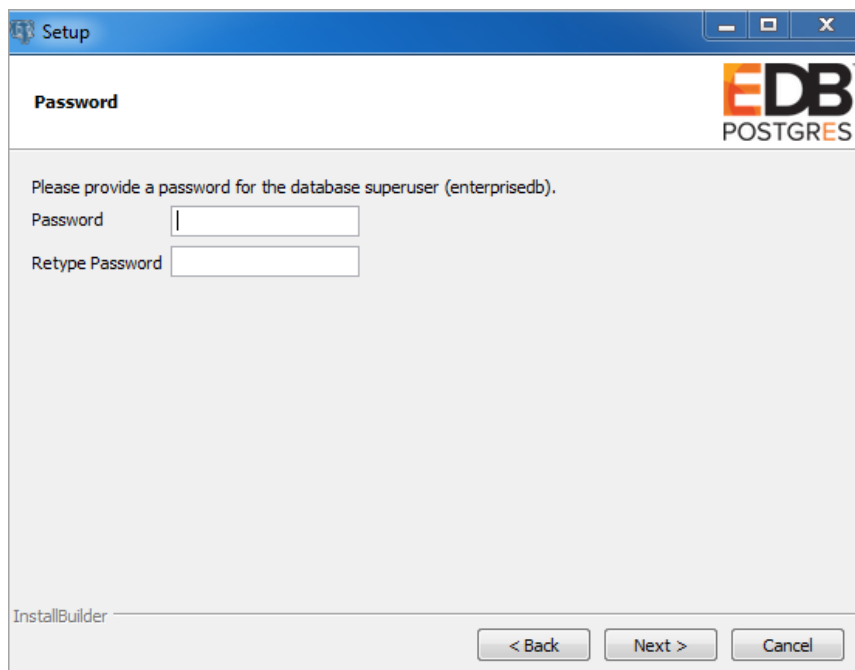 Setup
Password
EDB
POSTGRES
Please provide a password for the database superuser (enterprisedb).
Password
Retype Password
InstallBuilder
< Back Next > Cancel